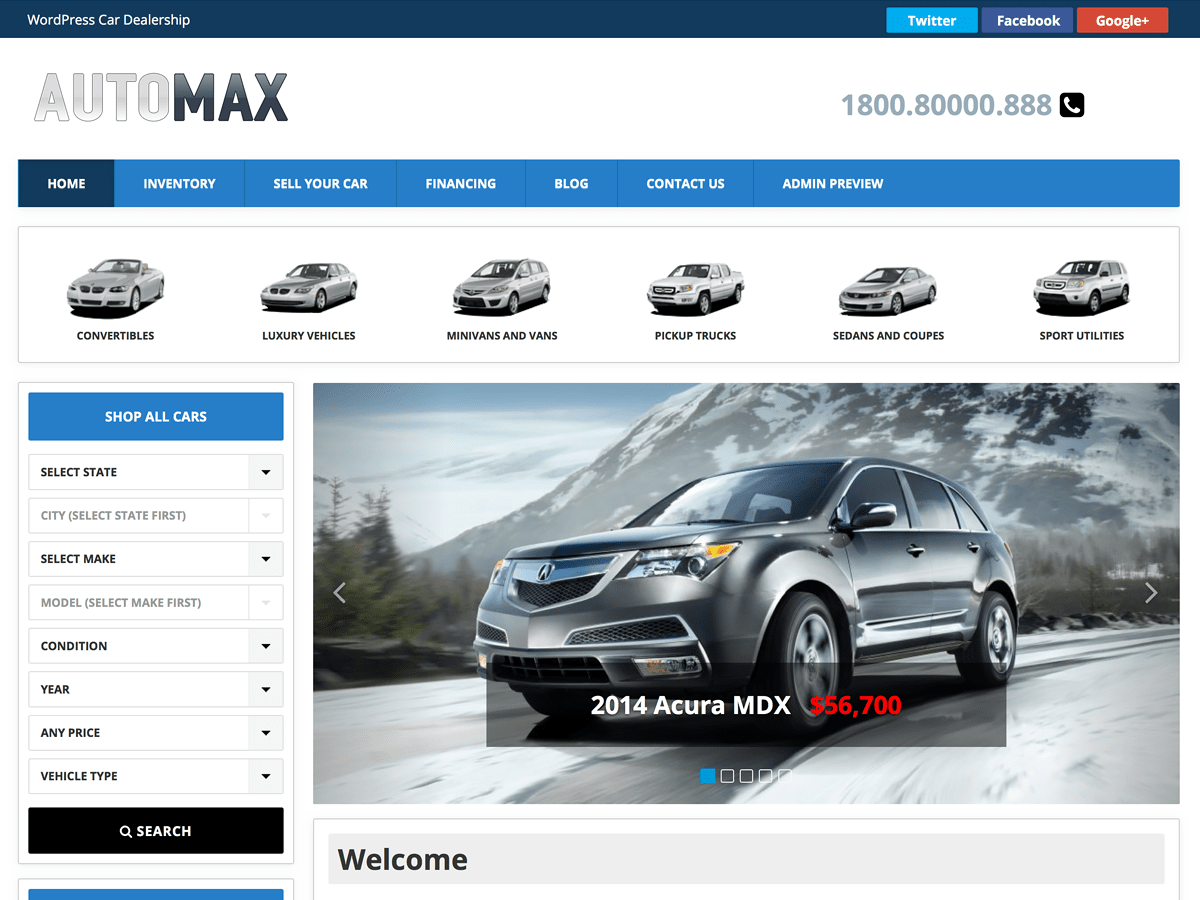 WordPress Car Dealership
Twitter
Facebook
Google+
AUTOMAX
1800.80000.888
HOME
INVENTORY
SELL YOUR CAR
FINANCING
BLOG
CONTACT US
ADMIN PREVIEW
CONVERTIBLES
LUXURY VEHICLES
MINIVANS AND VANS
PICKUP TRUCKS
SEDANS AND COUPES
SPORT UTILITIES
SHOP ALL CARS
SELECT STATE
CITY (SELECT STATE FIRST)
SELECT MAKE
MODEL (SELECT MAKE FIRST)
CONDITION
YEAR
ANY PRICE
VEHICLE TYPE
SEARCH
2014 Acura MDX $56,700
Welcome